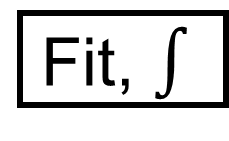 Fit, ∫